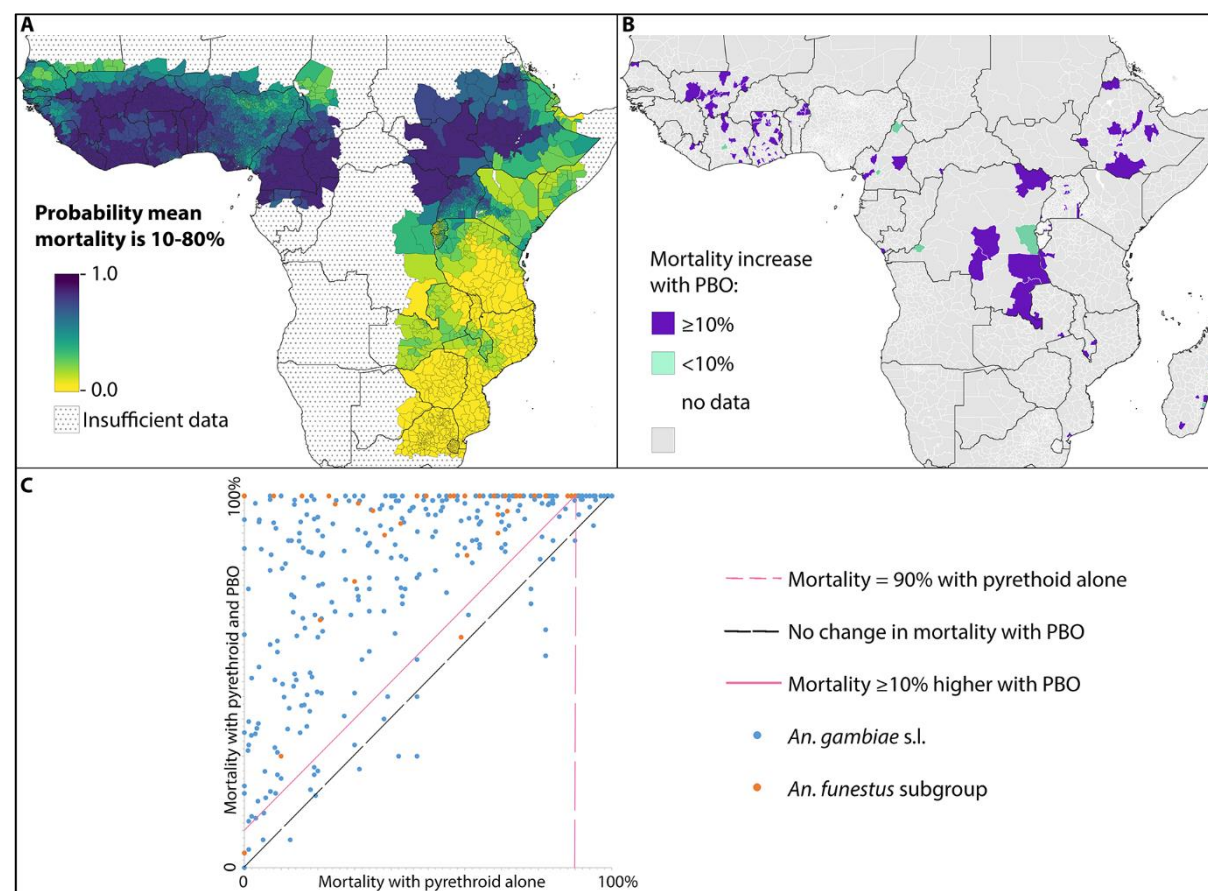 A
Probability mean
mortality is 10-80%
1.0
0.0
Insufficient data
B
Mortality increase
with PBO:
≥10%
<10%
no data
C
100%
Mortality with pyrethroid and PBO
0
0
Mortality with pyrethroid alone
100%
Mortality = 90% with pyrethoid alone
No change in mortality with PBO
Mortality ≥10% higher with PBO
An. gambiae s.l.
An. funestus subgroup